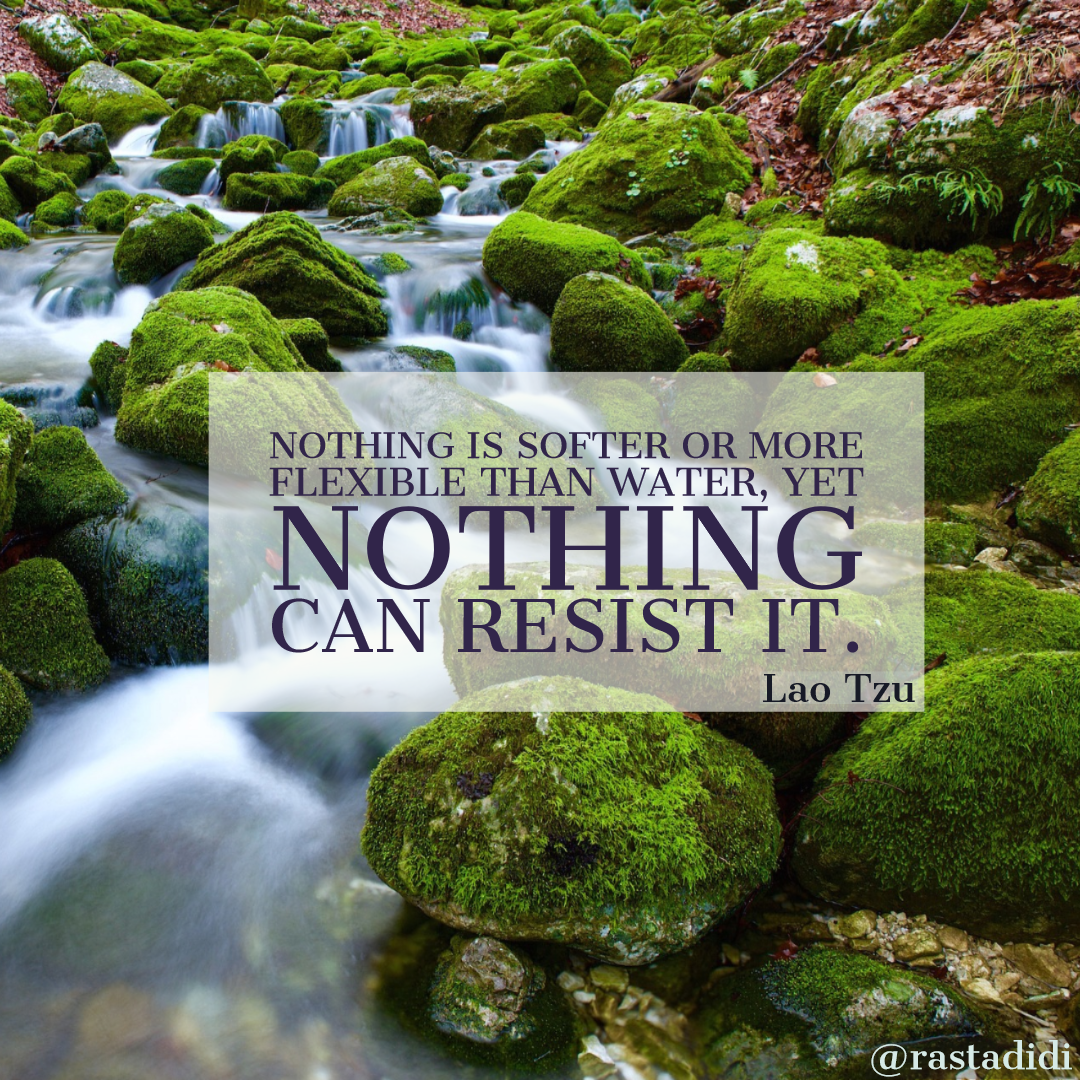 NOTHING IS SOFTER OR MORE
FLEXIBLE THAN WATER, YET
NOTHING
CAN RESIST IT.
Lao Tzu
@rastadidi